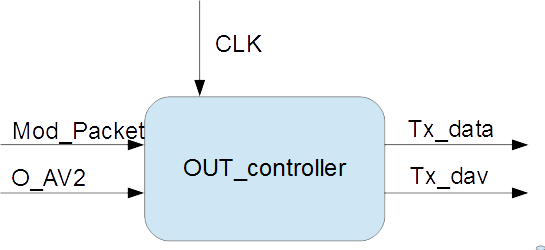 CLK
Mod_Packet
Tx_data
OUT_controller
O_AV2
Tx_dav